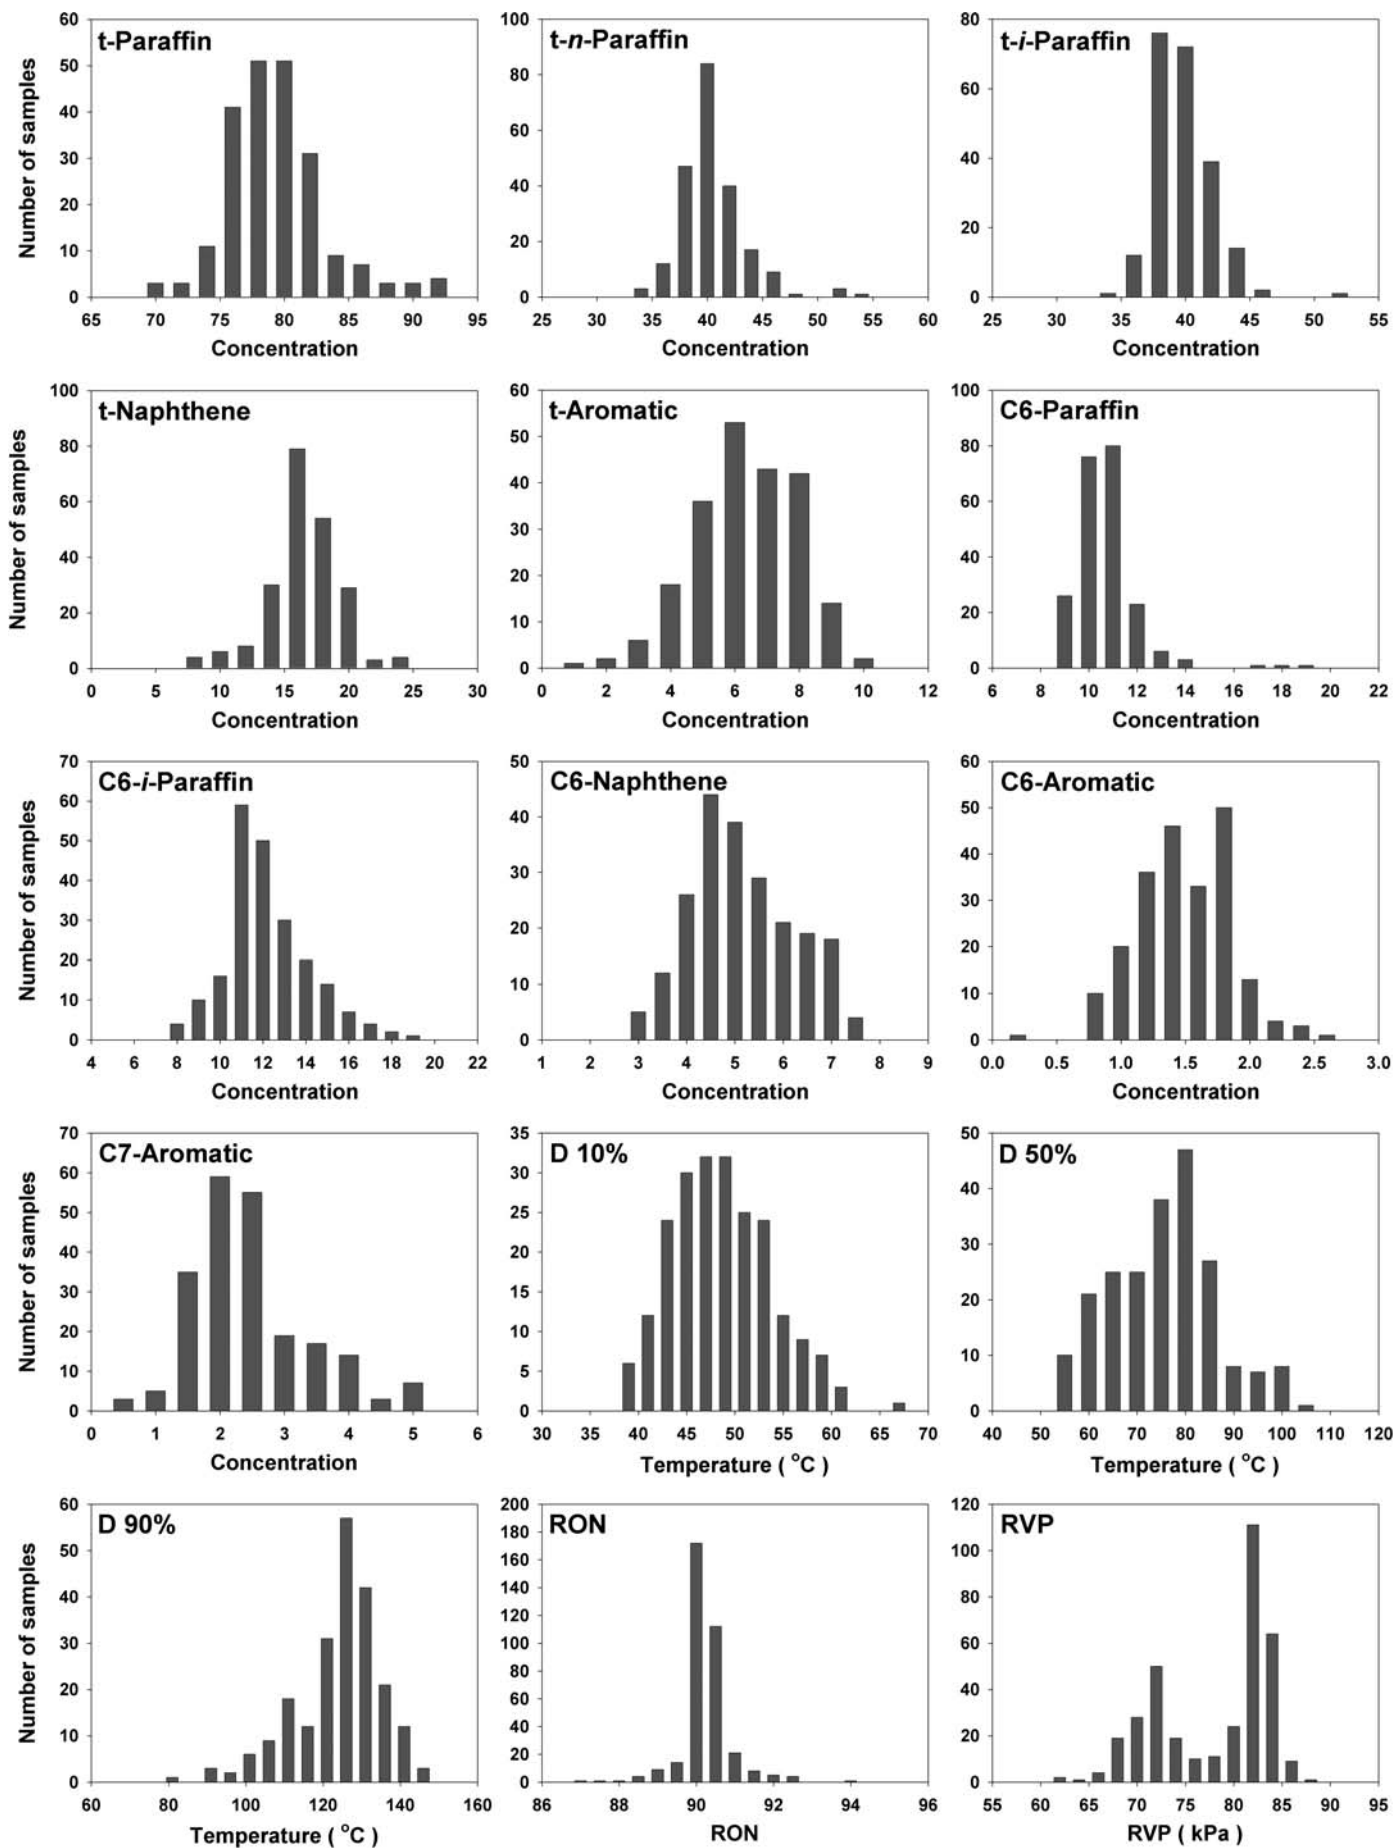 t-Paraffin
Number of samples
60
50
40
30
20
10
0
65 70 75 80 85 90 95
Concentration
t-n-Paraffin
100
80
60
40
20
0
25 30 35 40 45 50 55 60
Concentration
t-i-Paraffin
80
60
40
20
0
25 30 35 40 45 50 55
Concentration
t-Naphthene
Number of samples
100
80
60
40
20
0
0 5 10 15 20 25 30
Concentration
t-Aromatic
60
50
40
30
20
10
0
0 2 4 6 8 10 12
Concentration
C6-Paraffin
100
80
60
40
20
0
6 8 10 12 14 16 18 20 22
Concentration
C6-i-Paraffin
Number of samples
70
60
50
40
30
20
10
0
4 6 8 10 12 14 16 18 20 22
Concentration
C6-Naphthene
50
40
30
20
10
0
1 2 3 4 5 6 7 8 9
Concentration
C6-Aromatic
60
50
40
30
20
10
0
0.0 0.5 1.0 1.5 2.0 2.5 3.0
Concentration
C7-Aromatic
Number of samples
70
60
50
40
30
20
10
0
0 1 2 3 4 5 6
Concentration
D 10%
35
30
25
20
15
10
5
0
30 35 40 45 50 55 60 65 70
Temperature ( °C )
D 50%
50
40
30
20
10
0
40 50 60 70 80 90 100 110 120
Temperature ( °C )
D 90%
Number of samples
60
50
40
30
20
10
0
60 80 100 120 140 160
Temperature ( °C )
RON
200
180
160
140
120
100
80
60
40
20
0
86 88 90 92 94 96
RON
RVP
120
100
80
60
40
20
0
55 60 65 70 75 80 85 90 95
RVP ( kPa )